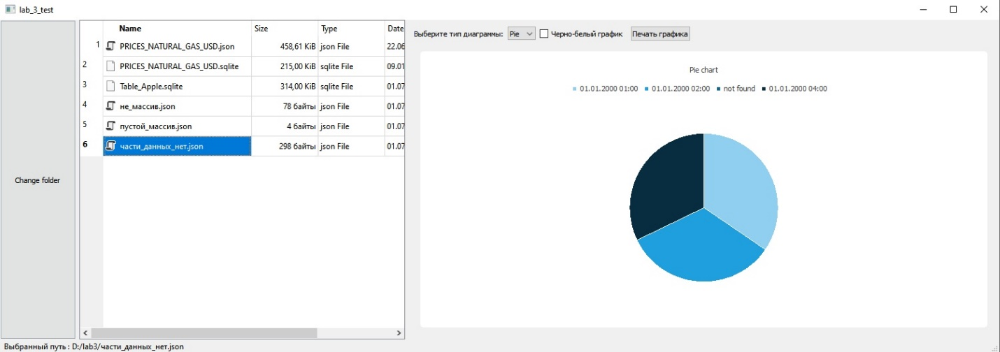 lab_3_test
Change folder
Name Size Type Date
1 PRICES_NATURAL_GAS_USD.json 458,61 KiB json File 22.06
2 PRICES_NATURAL_GAS_USD.sqlite 215,00 KiB sqlite File 09.01
3 Table_Apple.sqlite 314,00 KiB sqlite File 01.07
4 не_массив.json 78 байты json File 01.07
5 пустой_массив.json 4 байты json File 01.07
6 части_данных_нет.json 298 байты json File 01.07
Выберите тип диаграммы: Pie Черно-белый график Печать графика
Pie chart
01.01.2000 01:00 01.01.2000 02:00 not found 01.01.2000 04:00
Выбранный путь : D:/lab3/части_данных_нет.json